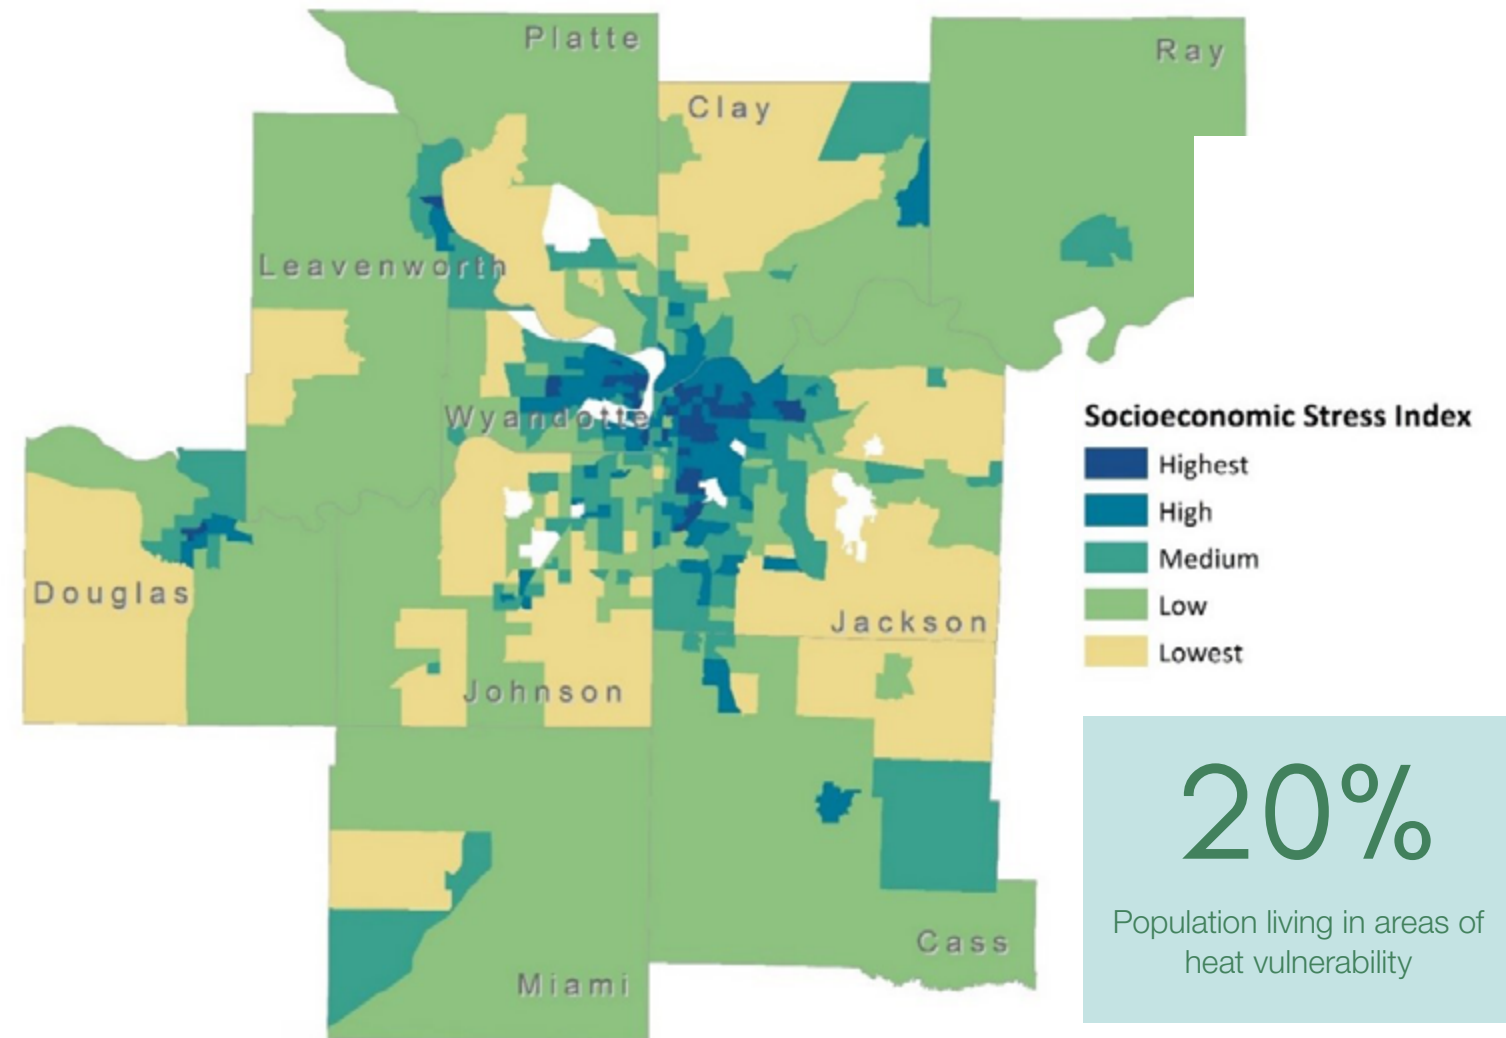 Platte
Ray
Clay
Leavenworth
Wyandotte
Douglas
Jackson
Johnson
Cass
Miami
Socioeconomic Stress Index
Highest
High
Medium
Low
Lowest
20%
Population living in areas of
heat vulnerability